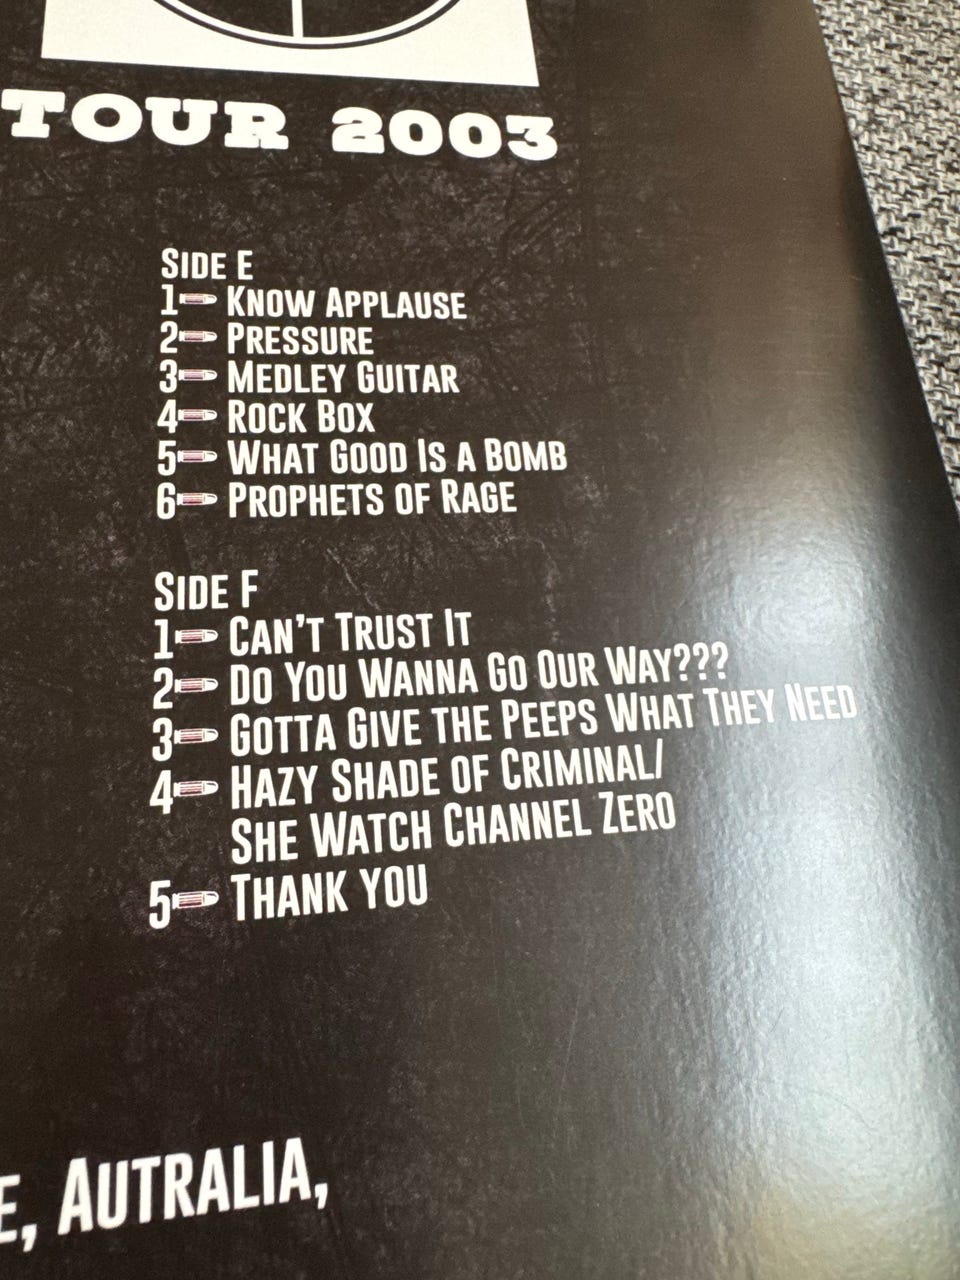 TOUR 2003
SIDE E
1 KNOW APPLAUSE
2 PRESSURE
3 MEDLEY GUITAR
4 ROCK BOX
5 WHAT GOOD IS A BOMB
6 PROPHETS OF RAGE
SIDE F
1 CAN'T TRUST IT
2 DO YOU WANNA GO OUR WAY???
3 GOTTA GIVE THE PEEPS WHAT THEY NEED
4 HAZY SHADE OF CRIMINAL/
SHE WATCH CHANNEL ZERO
5 THANK YOU
E, AUTRALIA,